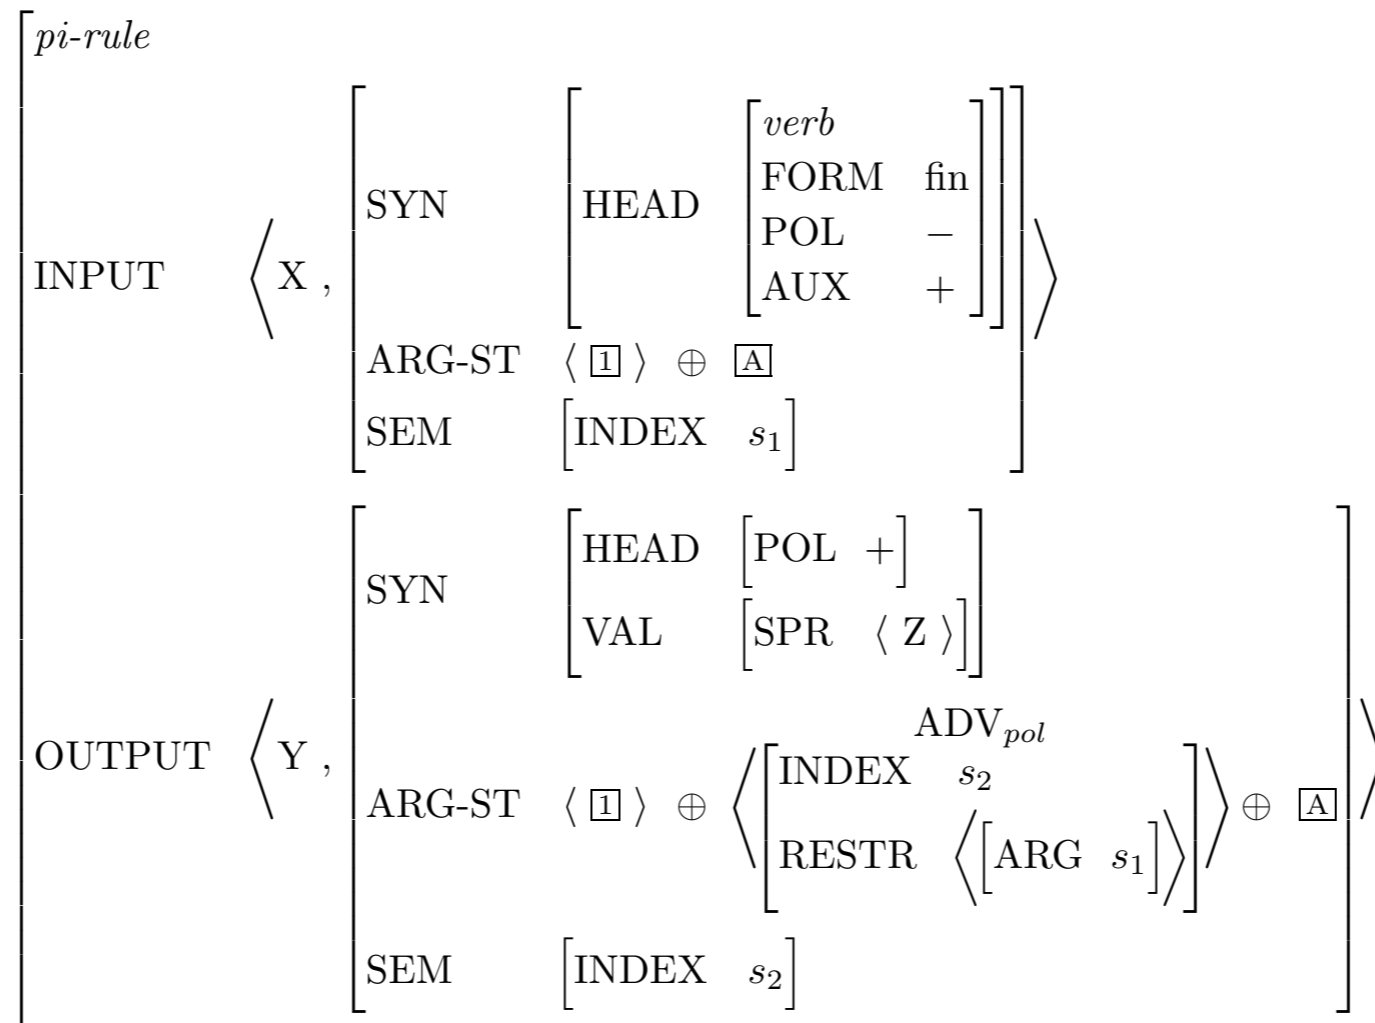 pi-rule
verb
FORM fin
SYN HEAD POL −
INPUT ⟨ X , AUX + ⟩
ARG-ST ⟨ 1 ⟩ ⊕ A
SEM [INDEX s₁]
HEAD [POL +]
SYN
VAL [SPR ⟨ Z ⟩]
ADV_pol
OUTPUT ⟨ Y , INDEX s₂
ARG-ST ⟨ 1 ⟩ ⊕ ⟨ ⟩ ⊕ A ⟩
RESTR ⟨[ARG s₁]⟩
SEM [INDEX s₂]